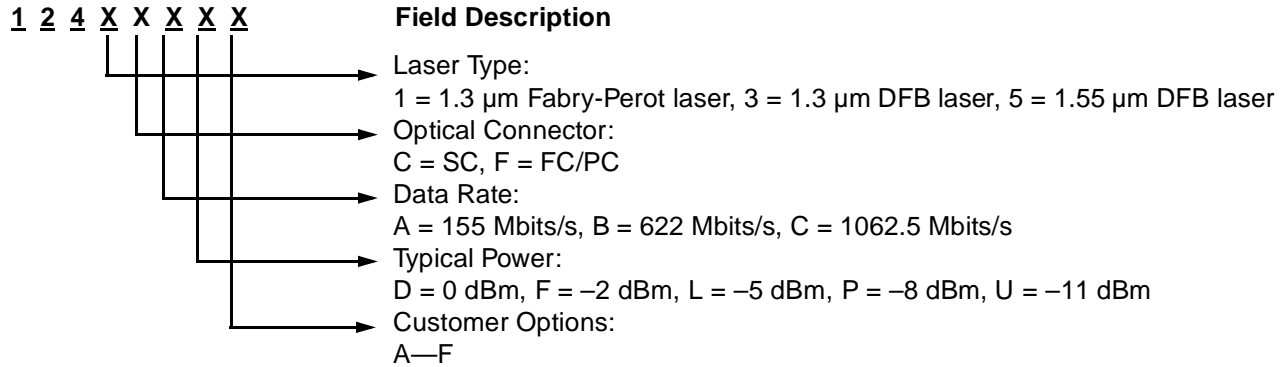 1 2 4 X X X X X Field Description
Laser Type:
1 = 1.3 µm Fabry-Perot laser, 3 = 1.3 µm DFB laser, 5 = 1.55 µm DFB laser
Optical Connector:
C = SC, F = FC/PC
Data Rate:
A = 155 Mbits/s, B = 622 Mbits/s, C = 1062.5 Mbits/s
Typical Power:
D = 0 dBm, F = –2 dBm, L = –5 dBm, P = –8 dBm, U = –11 dBm
Customer Options:
A—F